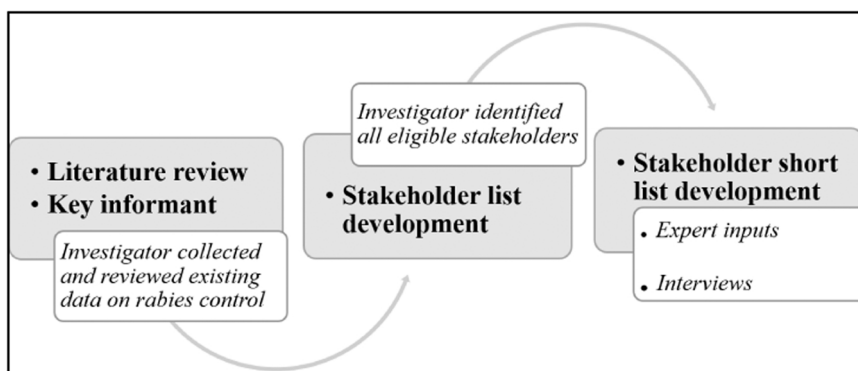 • Literature review
• Key informant
Investigator collected
and reviewed existing
data on rabies control
Investigator identified
all eligible stakeholders
• Stakeholder list
development
• Stakeholder short
list development
• Expert inputs
• Interviews